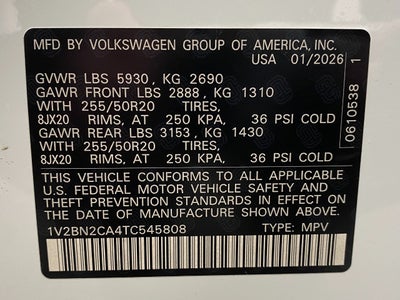 MFD BY VOLKSWAGEN GROUP OF AMERICA, INC.
USA 01/2026
GVWR LBS 5930, KG 2690
GAWR FRONT LBS 2888, KG 1310
WITH 255/50R20 TIRES,
8JX20 RIMS, AT 250 KPA, 36 PSI COLD
GAWR REAR LBS 3153, KG 1430
WITH 255/50R20 TIRES,
8JX20 RIMS, AT 250 KPA, 36 PSI COLD
THIS VEHICLE CONFORMS TO ALL APPLICABLE
U.S. FEDERAL MOTOR VEHICLE SAFETY AND
THEFT PREVENTION STANDARDS IN EFFECT ON
THE DATE OF MANUFACTURE SHOWN ABOVE.
1V2BN2CA4TC545808 TYPE: MPV
0610538 1